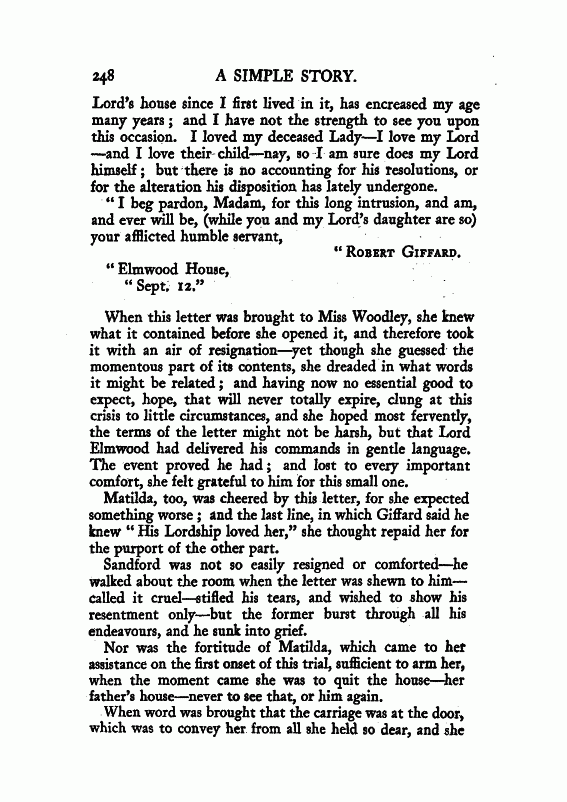 248 A SIMPLE STORY.
Lord's house since I first lived in it, has encreased my age
many years; and I have not the strength to see you upon
this occasion. I loved my deceased Lady—I love my Lord
—and I love their child—nay, so I am sure does my Lord
himself; but there is no accounting for his resolutions, or
for the alteration his disposition has lately undergone.
"I beg pardon, Madam, for this long intrusion, and am,
and ever will be, (while you and my Lord's daughter are so)
your afflicted humble servant,
"ROBERT GIFFARD.
"Elmwood House,
"Sept. 12."
When this letter was brought to Miss Woodley, she knew
what it contained before she opened it, and therefore took
it with an air of resignation—yet though she guessed the
momentous part of its contents, she dreaded in what words
it might be related; and having now no essential good to
expect, hope, that will never totally expire, clung at this
crisis to little circumstances, and she hoped most fervently,
the terms of the letter might not be harsh, but that Lord
Elmwood had delivered his commands in gentle language.
The event proved he had; and lost to every important
comfort, she felt grateful to him for this small one.
Matilda, too, was cheered by this letter, for she expected
something worse; and the last line, in which Giffard said he
knew "His Lordship loved her," she thought repaid her for
the purport of the other part.
Sandford was not so easily resigned or comforted—he
walked about the room when the letter was shewn to him—
called it cruel—stifled his tears, and wished to show his
resentment only—but the former burst through all his
endeavours, and he sunk into grief.
Nor was the fortitude of Matilda, which came to her
assistance on the first onset of this trial, sufficient to arm her,
when the moment came she was to quit the house—her
father's house—never to see that, or him again.
When word was brought that the carriage was at the door,
which was to convey her from all she held so dear, and she